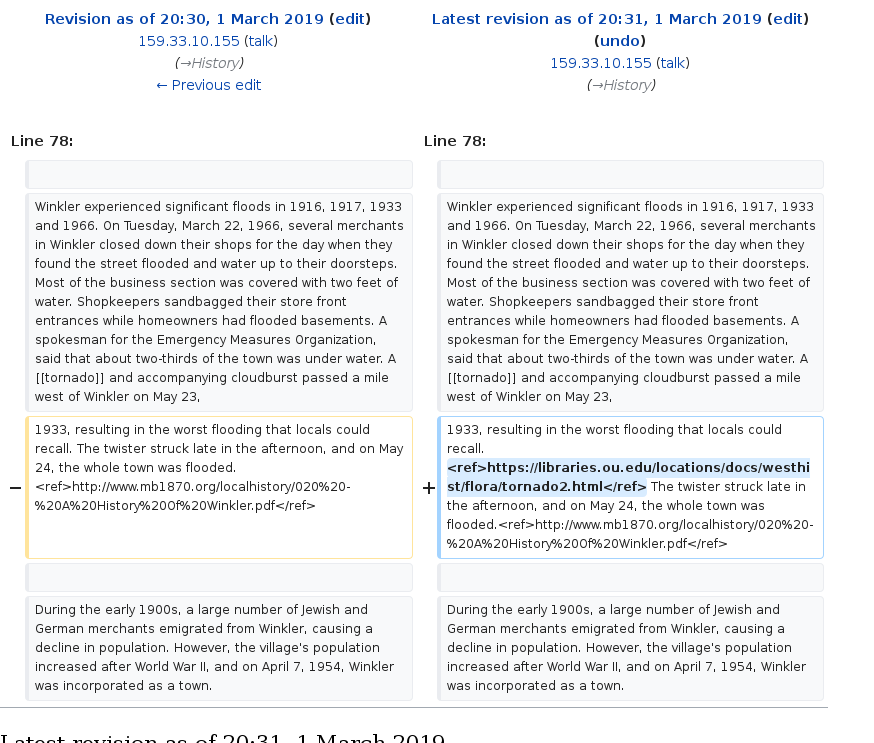 Revision as of 20:30, 1 March 2019 (edit)
159.33.10.155 (talk)
(→History)
← Previous edit
Latest revision as of 20:31, 1 March 2019 (edit)
(undo)
159.33.10.155 (talk)
(→History)
Line 78:
Line 78:
Winkler experienced significant floods in 1916, 1917, 1933
and 1966. On Tuesday, March 22, 1966, several merchants
in Winkler closed down their shops for the day when they
found the street flooded and water up to their doorsteps.
Most of the business section was covered with two feet of
water. Shopkeepers sandbagged their store front
entrances while homeowners had flooded basements. A
spokesman for the Emergency Measures Organization,
said that about two-thirds of the town was under water. A
[[tornado]] and accompanying cloudburst passed a mile
west of Winkler on May 23,
Winkler experienced significant floods in 1916, 1917, 1933
and 1966. On Tuesday, March 22, 1966, several merchants
in Winkler closed down their shops for the day when they
found the street flooded and water up to their doorsteps.
Most of the business section was covered with two feet of
water. Shopkeepers sandbagged their store front
entrances while homeowners had flooded basements. A
spokesman for the Emergency Measures Organization,
said that about two-thirds of the town was under water. A
[[tornado]] and accompanying cloudburst passed a mile
west of Winkler on May 23,
−
1933, resulting in the worst flooding that locals could
recall. The twister struck late in the afternoon, and on May
24, the whole town was flooded.
<ref>http://www.mb1870.org/localhistory/020%20-
%20A%20History%20Of%20Winkler.pdf</ref>
+
1933, resulting in the worst flooding that locals could
recall.
<ref>https://libraries.ou.edu/locations/docs/westhi
st/flora/tornado2.html</ref> The twister struck late in
the afternoon, and on May 24, the whole town was
flooded.<ref>http://www.mb1870.org/localhistory/020%20-
%20A%20History%20Of%20Winkler.pdf</ref>
During the early 1900s, a large number of Jewish and
German merchants emigrated from Winkler, causing a
decline in population. However, the village's population
increased after World War II, and on April 7, 1954, Winkler
was incorporated as a town.
During the early 1900s, a large number of Jewish and
German merchants emigrated from Winkler, causing a
decline in population. However, the village's population
increased after World War II, and on April 7, 1954, Winkler
was incorporated as a town.
Latest revision as of 20:31, 1 March 2019